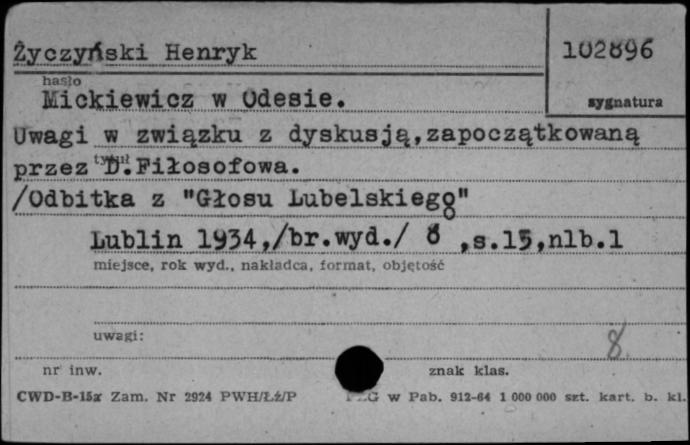 Życzyński Henryk
102896
hasło
Mickiewicz w Odesie.
sygnatura
Uwagi w związku z dyskusją,zapoczątkowaną
tytuł
przez D.Fiłosofowa.
/Odbitka z "Głosu Lubelskiego"
Lublin 1934,/br.wyd./ 8 ,s.15,nlb.1
miejsce, rok wyd., nakładca, format, objętość
uwagi:
8
nr inw.
znak klas.
CWD-B-15x Zam. Nr 2924 PWH/Łż/P
w Pab. 912-64 1 000 000 szt. kart. b. kl.